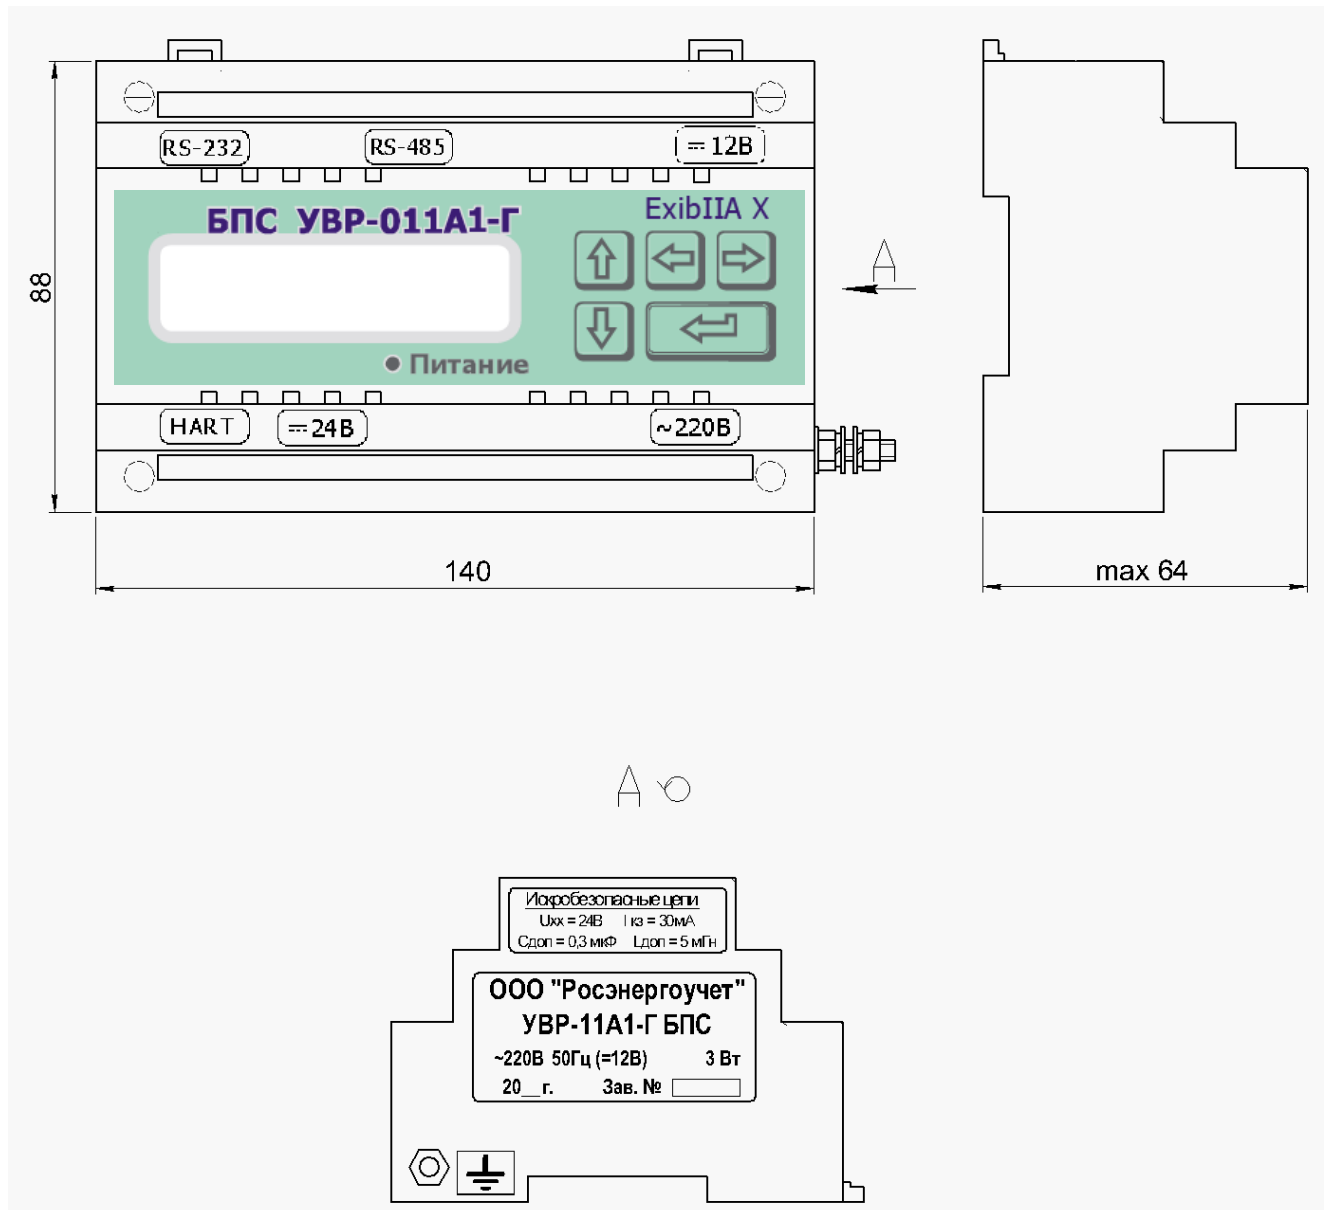 RS-232
RS-485
⎓12В
БПС УВР-011А1-Г
ExibIIA X
88
А
Питание
HART
⎓24В
~220В
140
max 64
А
Искробезопасные цепи
Uхх = 24В I кз = 30мА
Сдоп = 0,3 мкФ Lдоп = 5 мГн
ООО "Росэнергоучет"
УВР-11А1-Г БПС
~220В 50Гц (=12В) 3 Вт
20__г. Зав. №